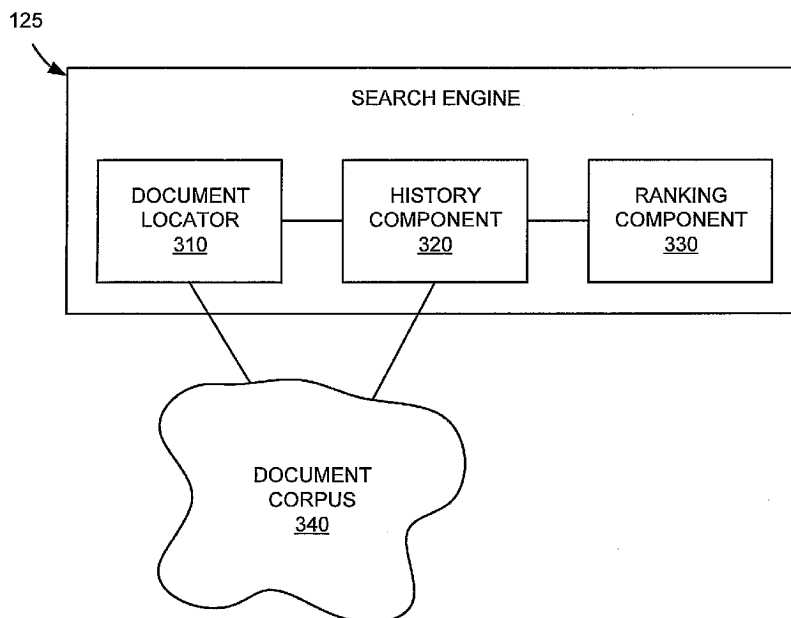 125
SEARCH ENGINE
DOCUMENT
LOCATOR
310
HISTORY
COMPONENT
320
RANKING
COMPONENT
330
DOCUMENT
CORPUS
340